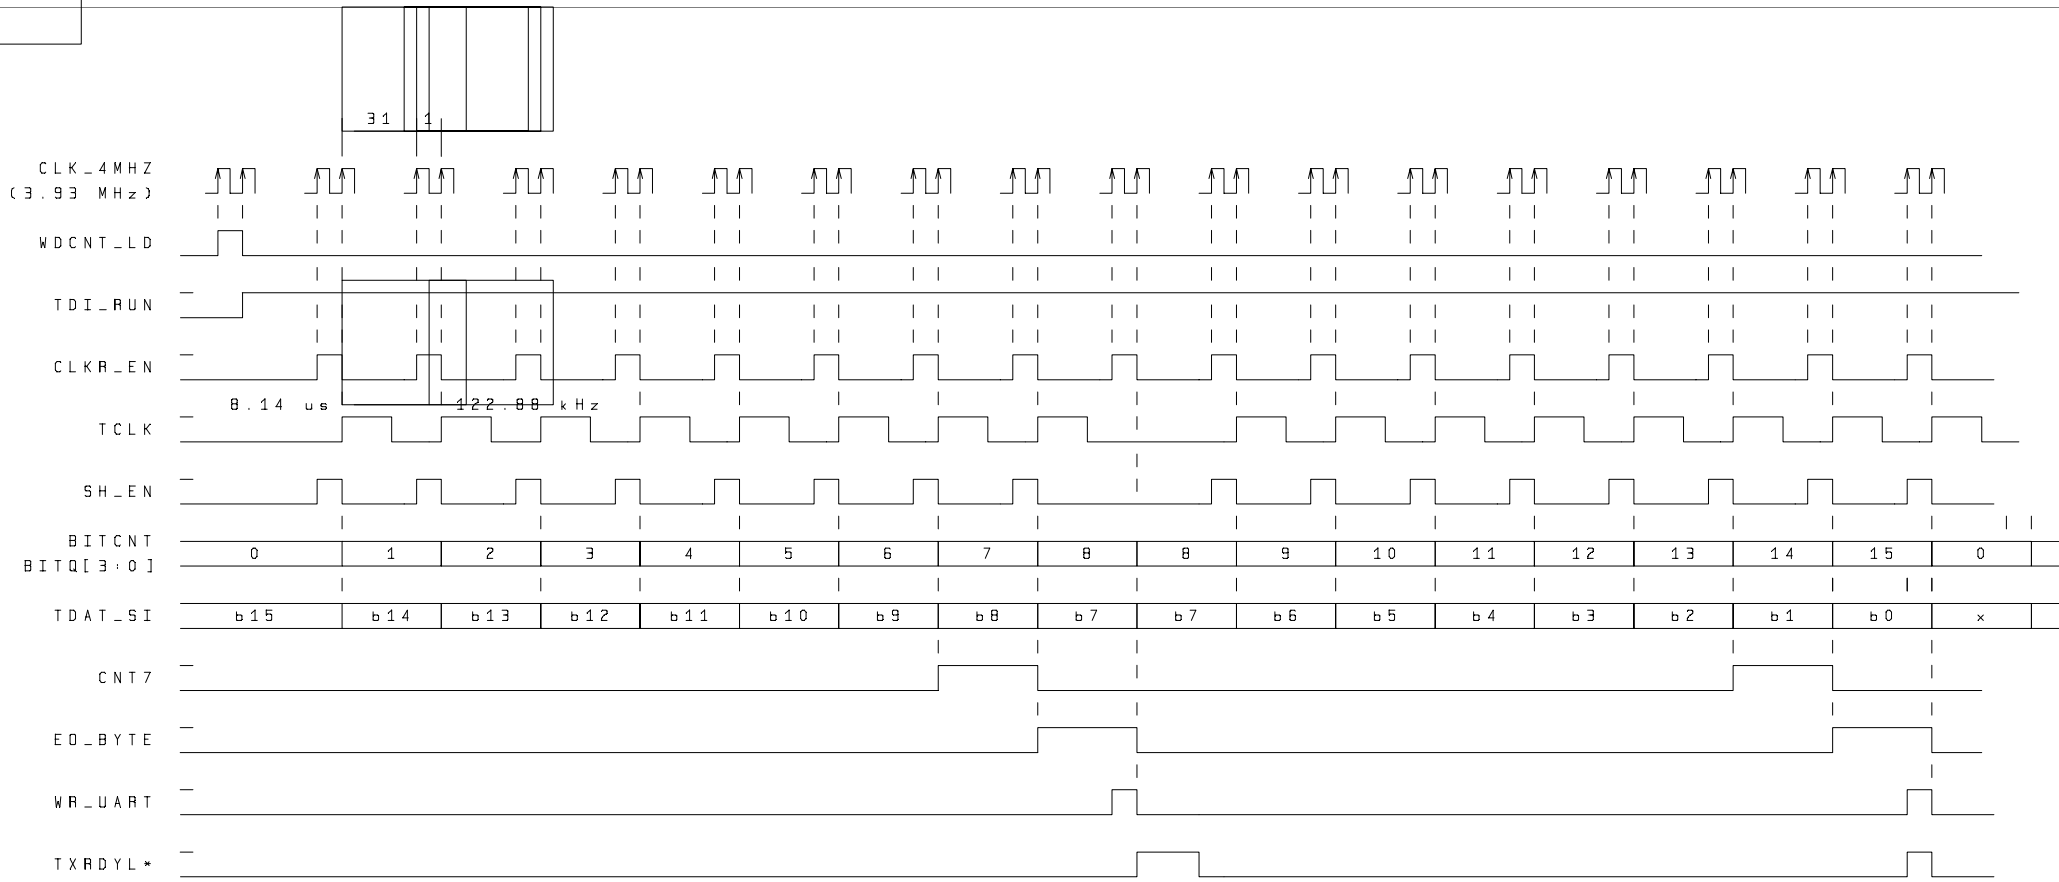 31 1
CLK_4MHZ
(3.93 MHz)
WDCNT_LD
TDI_RUN
CLKR_EN
8.14 us 122.88 kHz
TCLK
SH_EN
BITCNT
0 1 2 3 4 5 6 7 8 8 9 10 11 12 13 14 15 0
BITQ[3:0]
TDAT_SI b15 b14 b13 b12 b11 b10 b9 b8 b7 b7 b6 b5 b4 b3 b2 b1 b0 x
CNT7
EO_BYTE
WR_UART
TXRDYL*